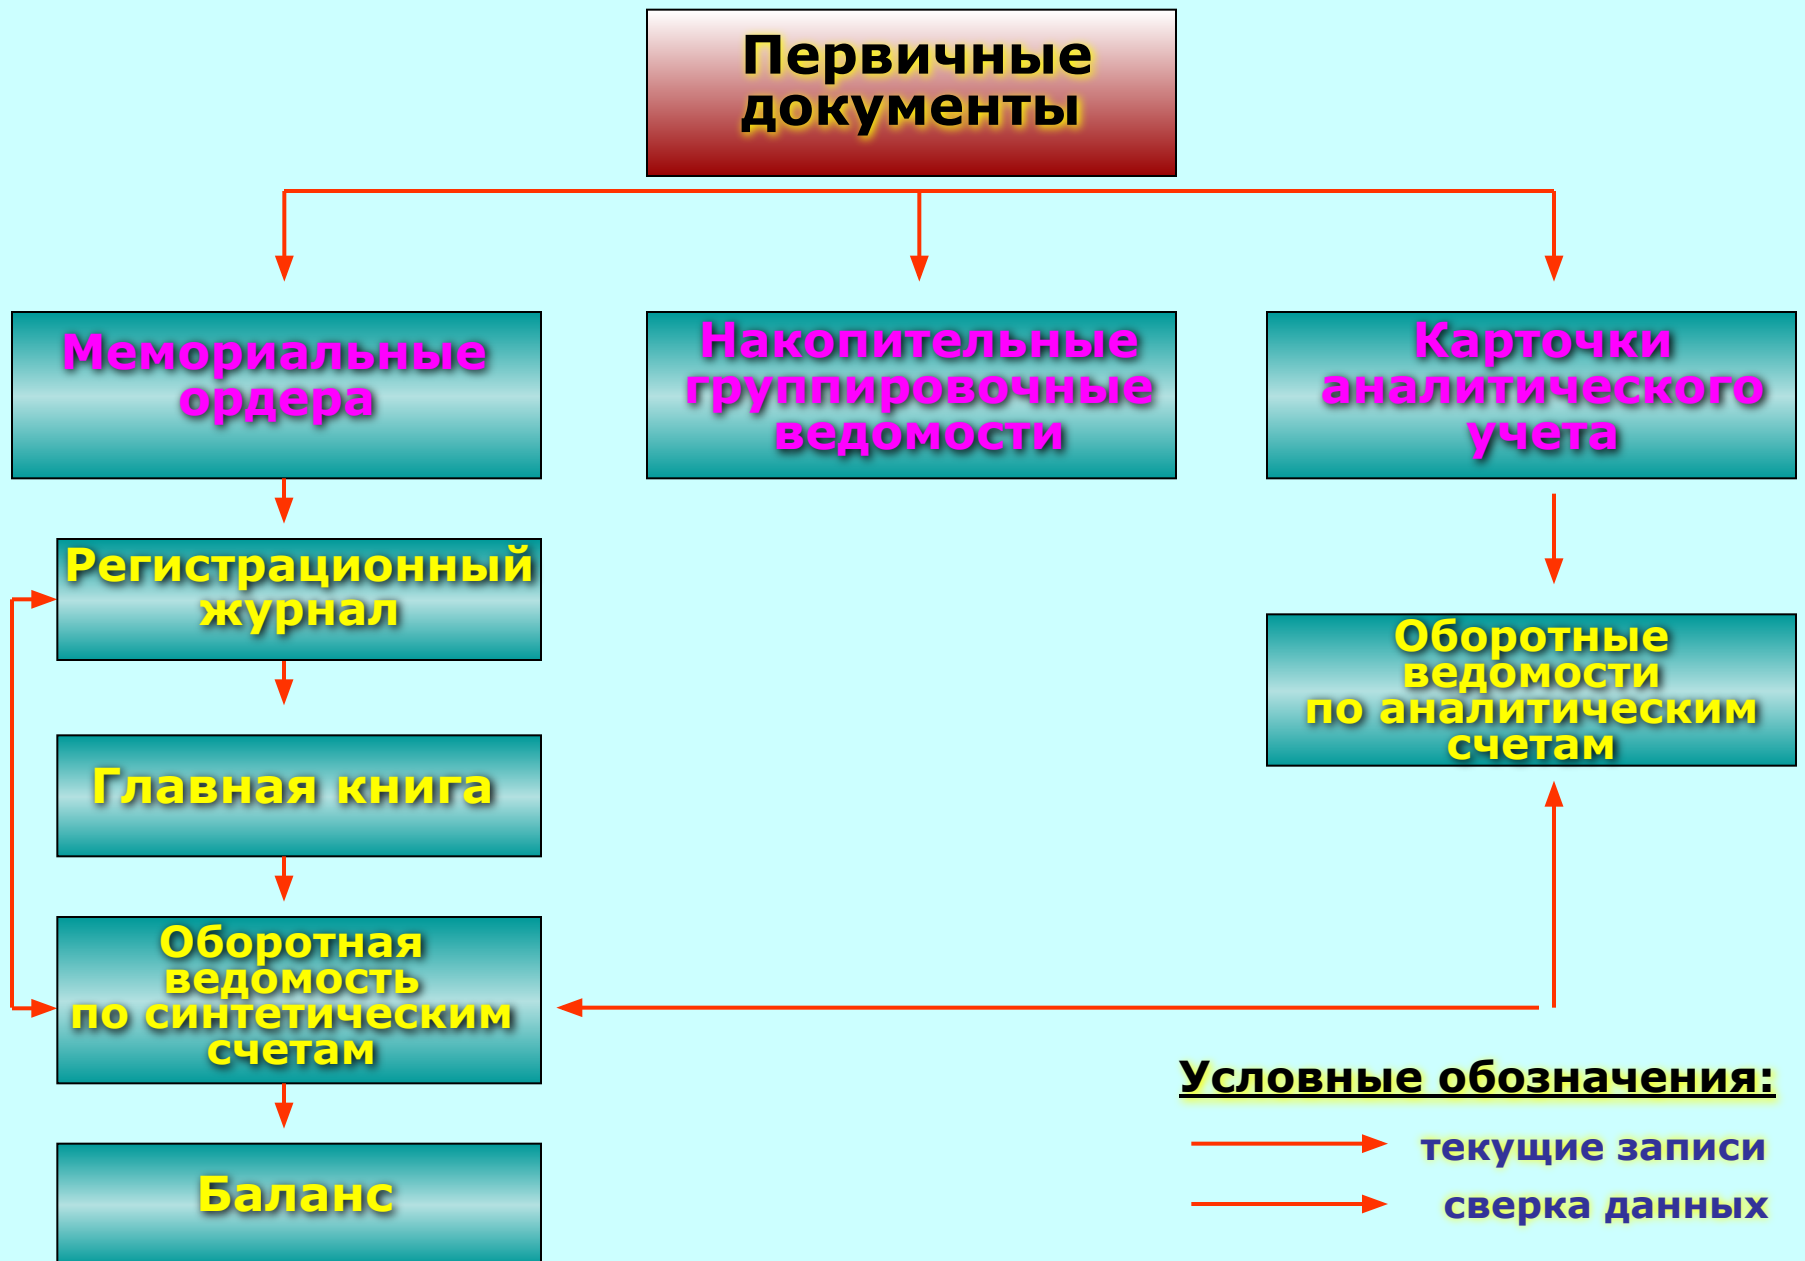 Первичные
документы
Мемориальные
ордера
Накопительные
группировочные
ведомости
Карточки
аналитического
учета
Регистрационный
журнал
Оборотные
ведомости
по аналитическим
счетам
Главная книга
Оборотная
ведомость
по синтетическим
счетам
Условные обозначения:
текущие записи
сверка данных
Баланс